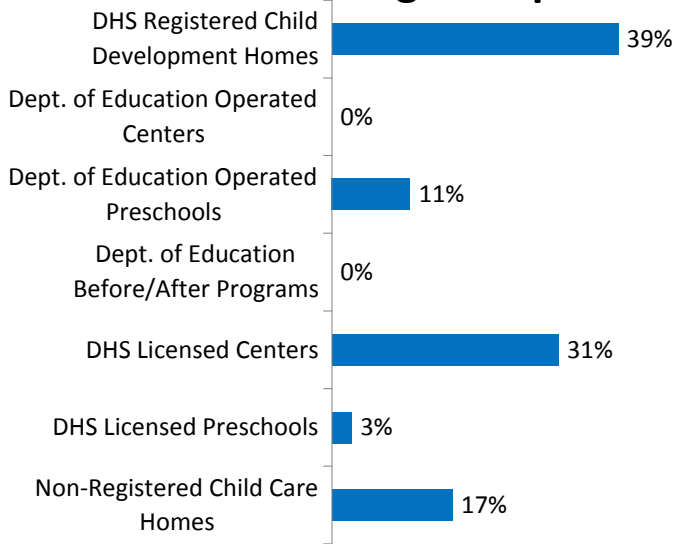 DHS Registered Child
Development Homes
39%
Dept. of Education Operated
Centers
0%
Dept. of Education Operated
Preschools
11%
Dept. of Education
Before/After Programs
0%
DHS Licensed Centers
31%
DHS Licensed Preschools
3%
Non-Registered Child Care
Homes
17%